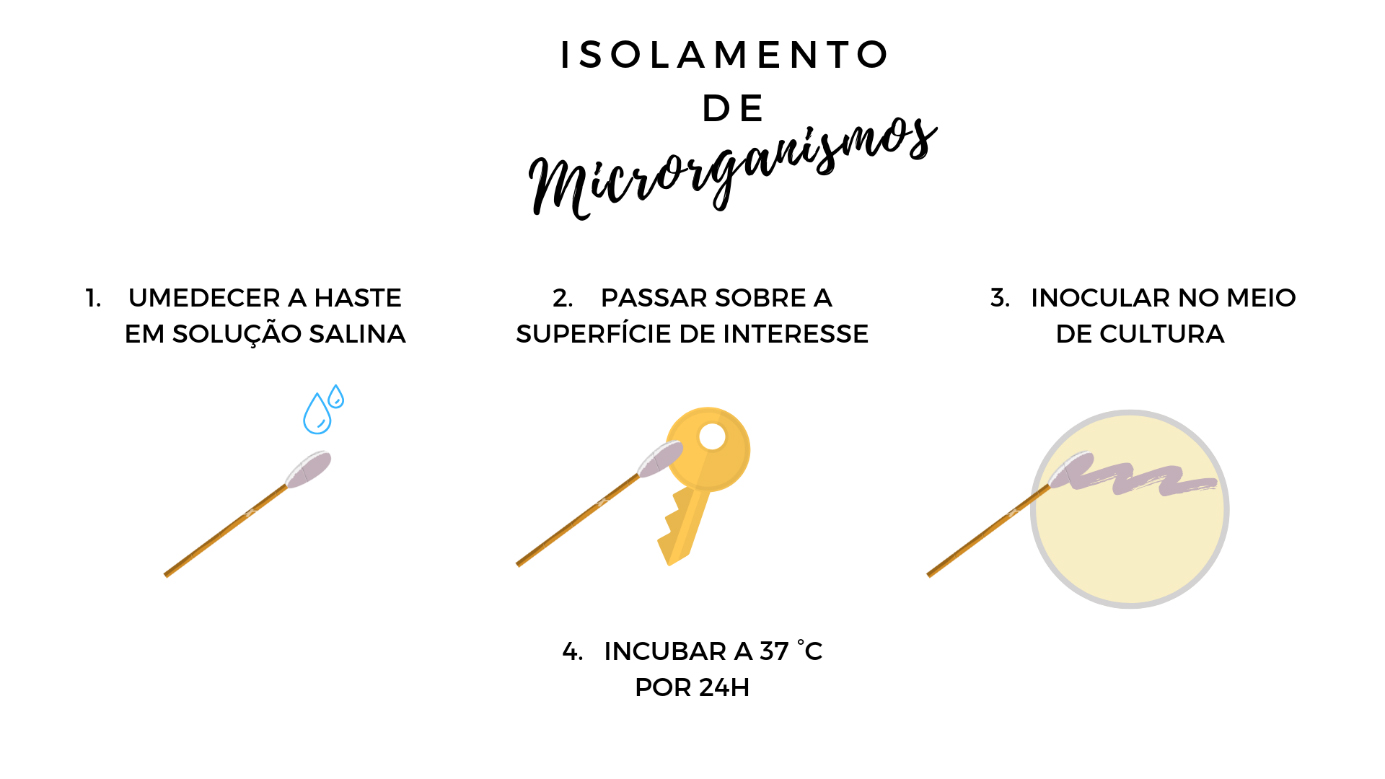 ISOLAMENTO
DE
Microrganismos
1. UMEDECER A HASTE
EM SOLUÇÃO SALINA
2. PASSAR SOBRE A
SUPERFÍCIE DE INTERESSE
3. INOCULAR NO MEIO
DE CULTURA
4. INCUBAR A 37 °C
POR 24H